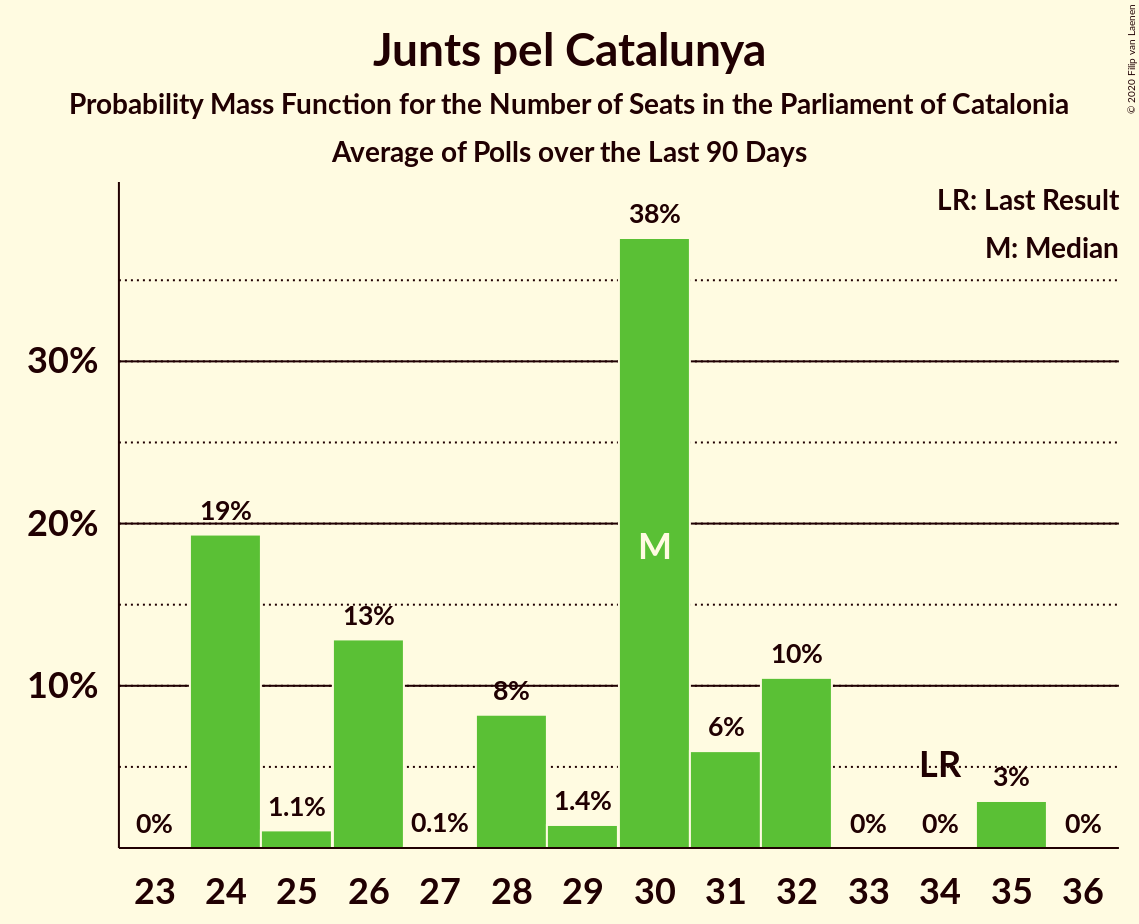 Junts pel Catalunya
Probability Mass Function for the Number of Seats in the Parliament of Catalonia
Average of Polls over the Last 90 Days
© 2020 Filip van Laenen
LR: Last Result
M: Median
30%
20%
10%
0%
19%
1.1%
13%
0.1%
8%
1.4%
38%
M
6%
10%
0%
LR
0%
3%
0%
23 24 25 26 27 28 29 30 31 32 33 34 35 36